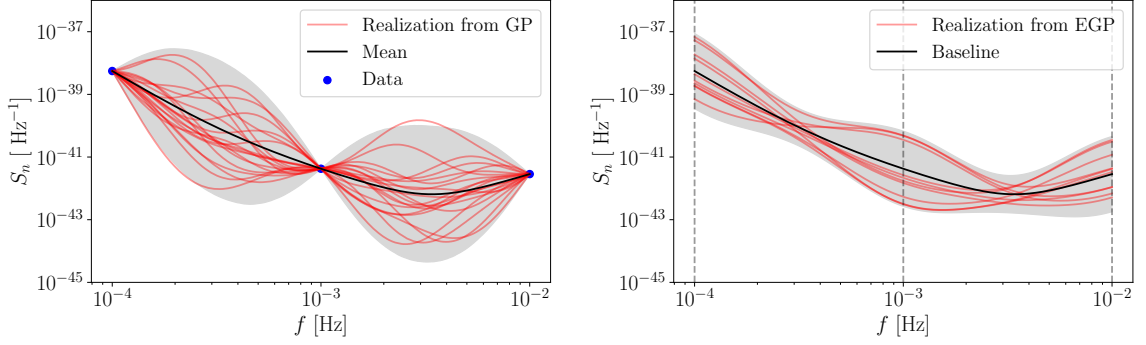 Realization from GP
Mean
Data
10⁻³⁷
10⁻³⁹
10⁻⁴¹
10⁻⁴³
10⁻⁴⁵
Sₙ [ Hz⁻¹]
10⁻⁴
10⁻³
10⁻²
f [Hz]
Realization from EGP
Baseline
10⁻³⁷
10⁻³⁹
10⁻⁴¹
10⁻⁴³
10⁻⁴⁵
Sₙ [ Hz⁻¹]
10⁻⁴
10⁻³
10⁻²
f [Hz]